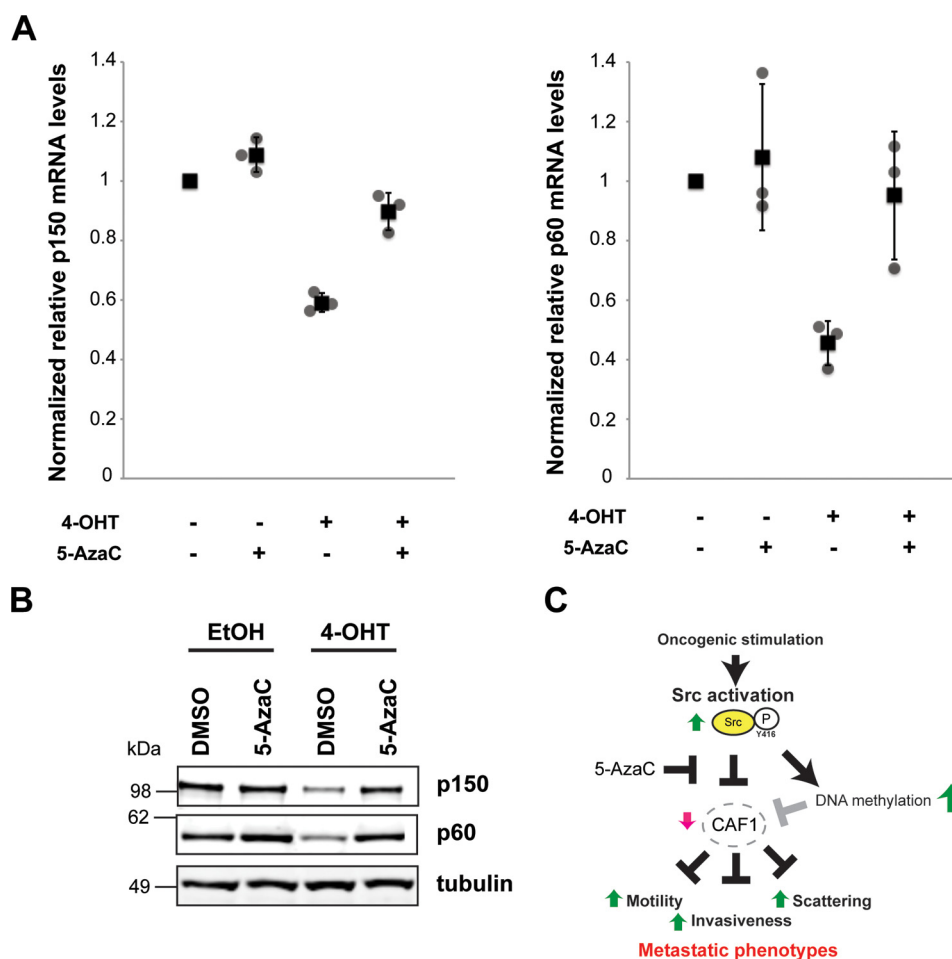 A
Normalized relative p150 mRNA levels
1.4
1.2
1
0.8
0.6
0.4
0.2
0
4-OHT - - + +
5-AzaC - + - +
Normalized relative p60 mRNA levels
1.4
1.2
1
0.8
0.6
0.4
0.2
0
4-OHT - - + +
5-AzaC - + - +
B
EtOH 4-OHT
DMSO 5-AzaC DMSO 5-AzaC
kDa
98 p150
62
p60
49 tubulin
C
Oncogenic stimulation
Src activation
Src P
Y416
5-AzaC
DNA methylation
CAF1
Motility Scattering
Invasiveness
Metastatic phenotypes